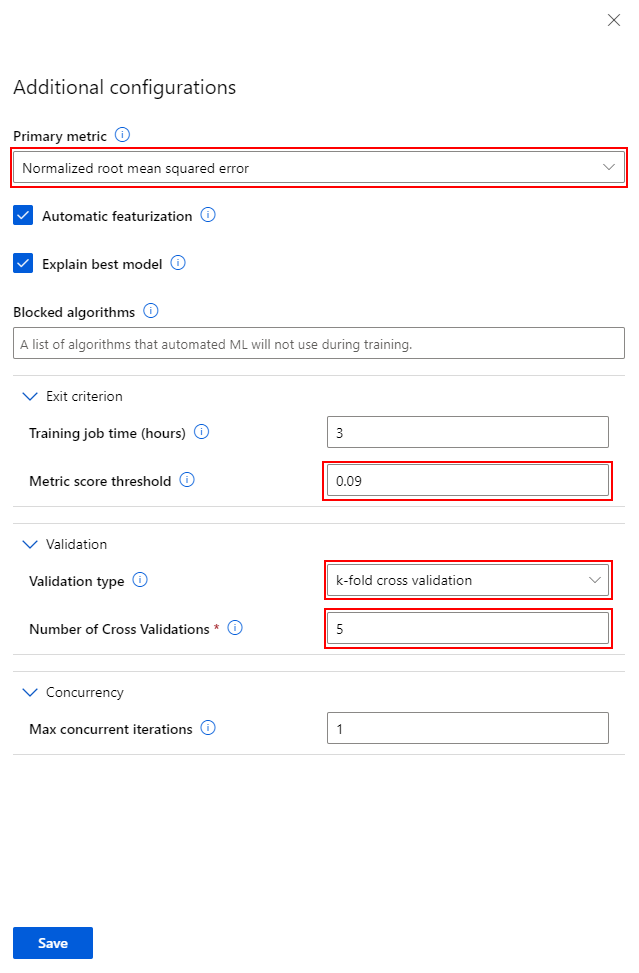 Additional configurations
Primary metric
Normalized root mean squared error
Automatic featurization
Explain best model
Blocked algorithms
A list of algorithms that automated ML will not use during training.
Exit criterion
Training job time (hours) 3
Metric score threshold 0.09
Validation
Validation type k-fold cross validation
Number of Cross Validations * 5
Concurrency
Max concurrent iterations 1
Save